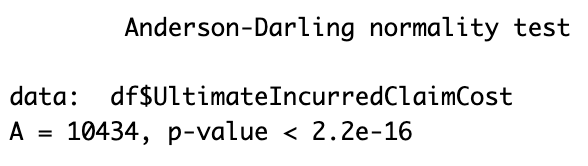 Anderson-Darling normality test
data:  df$UltimateIncurredClaimCost
A = 10434, p-value < 2.2e-16